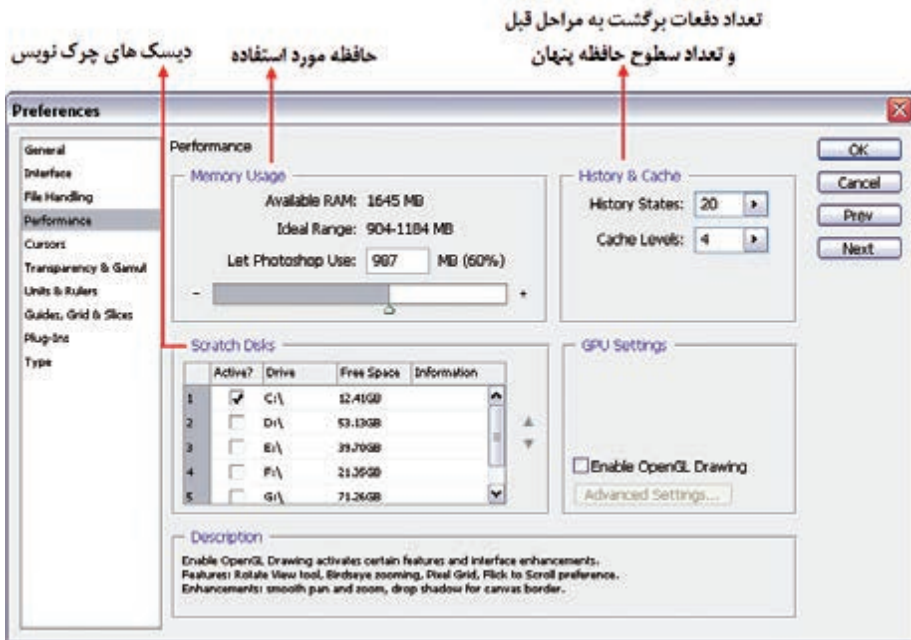 تعداد دفعات برگشت به مراحل قبل
و تعداد سطوح حافظه پنهان
حافظه مورد استفاده
دیسک های چرک نویس
Preferences
General
Interface
File Handling
Performance
Cursors
Transparency & Gamut
Units & Rulers
Guides, Grid & Slices
Plug-Ins
Type
Performance
Memory Usage
Available RAM: 1645 MB
Ideal Range: 904-1184 MB
Let Photoshop Use: 987 MB (60%)
- +
History & Cache
History States: 20
Cache Levels: 4
OK
Cancel
Prev
Next
Scratch Disks
Active? Drive Free Space Information
1 C:\ 12.41GB
2 D:\ 53.13GB
3 E:\ 39.70GB
4 F:\ 21.35GB
5 G:\ 71.26GB
GPU Settings
Enable OpenGL Drawing
Advanced Settings...
Description
Enable OpenGL Drawing activates certain features and interface enhancements.
Features: Rotate View tool, Birdseye zooming, Pixel Grid, Flick to Scroll preference.
Enhancements: smooth pan and zoom, drop shadow for canvas border.